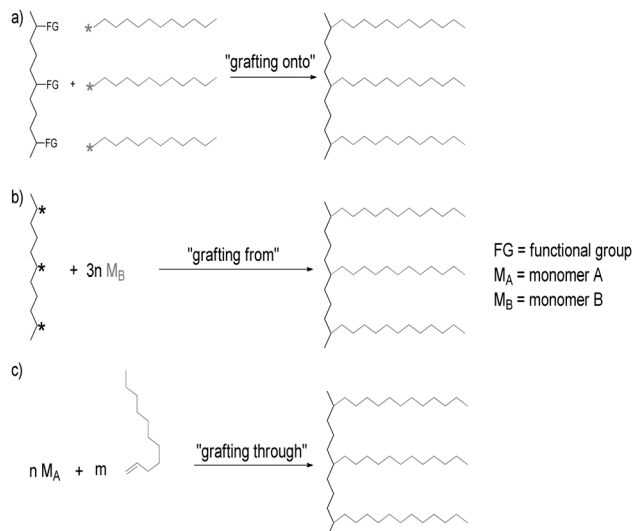 a)
FG
*
FG + *
"grafting onto"
FG
*
b)
*
* + 3n M_B
"grafting from"
*
FG = functional group
M_A = monomer A
M_B = monomer B
c)
n M_A + m
"grafting through"